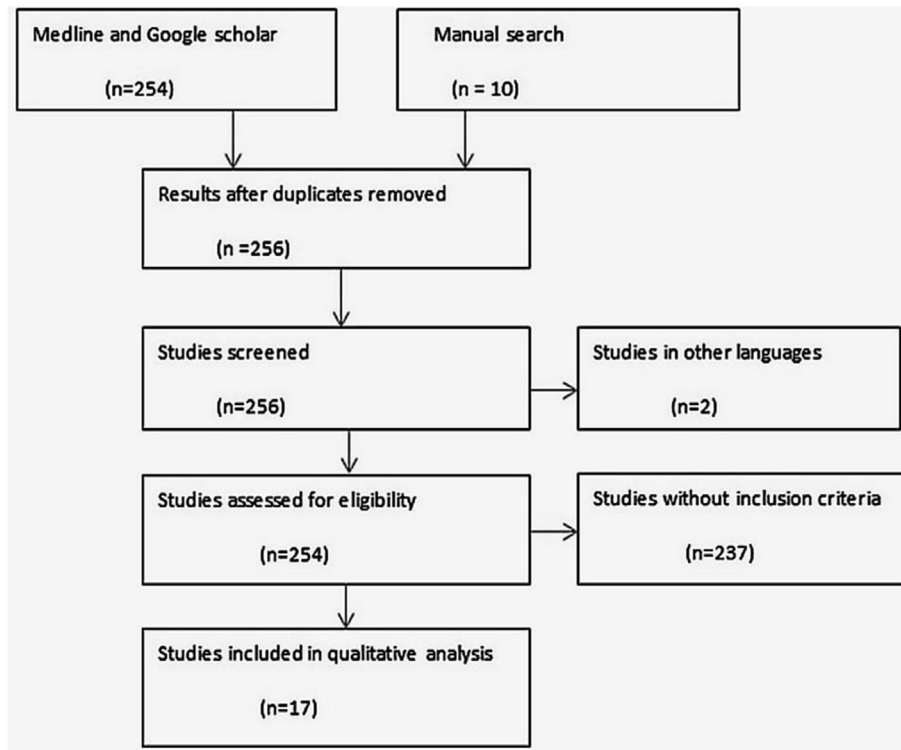 Medline and Google scholar
(n=254)
Manual search
(n = 10)
Results after duplicates removed
(n =256)
Studies screened
(n=256)
Studies in other languages
(n=2)
Studies assessed for eligibility
(n=254)
Studies without inclusion criteria
(n=237)
Studies included in qualitative analysis
(n=17)